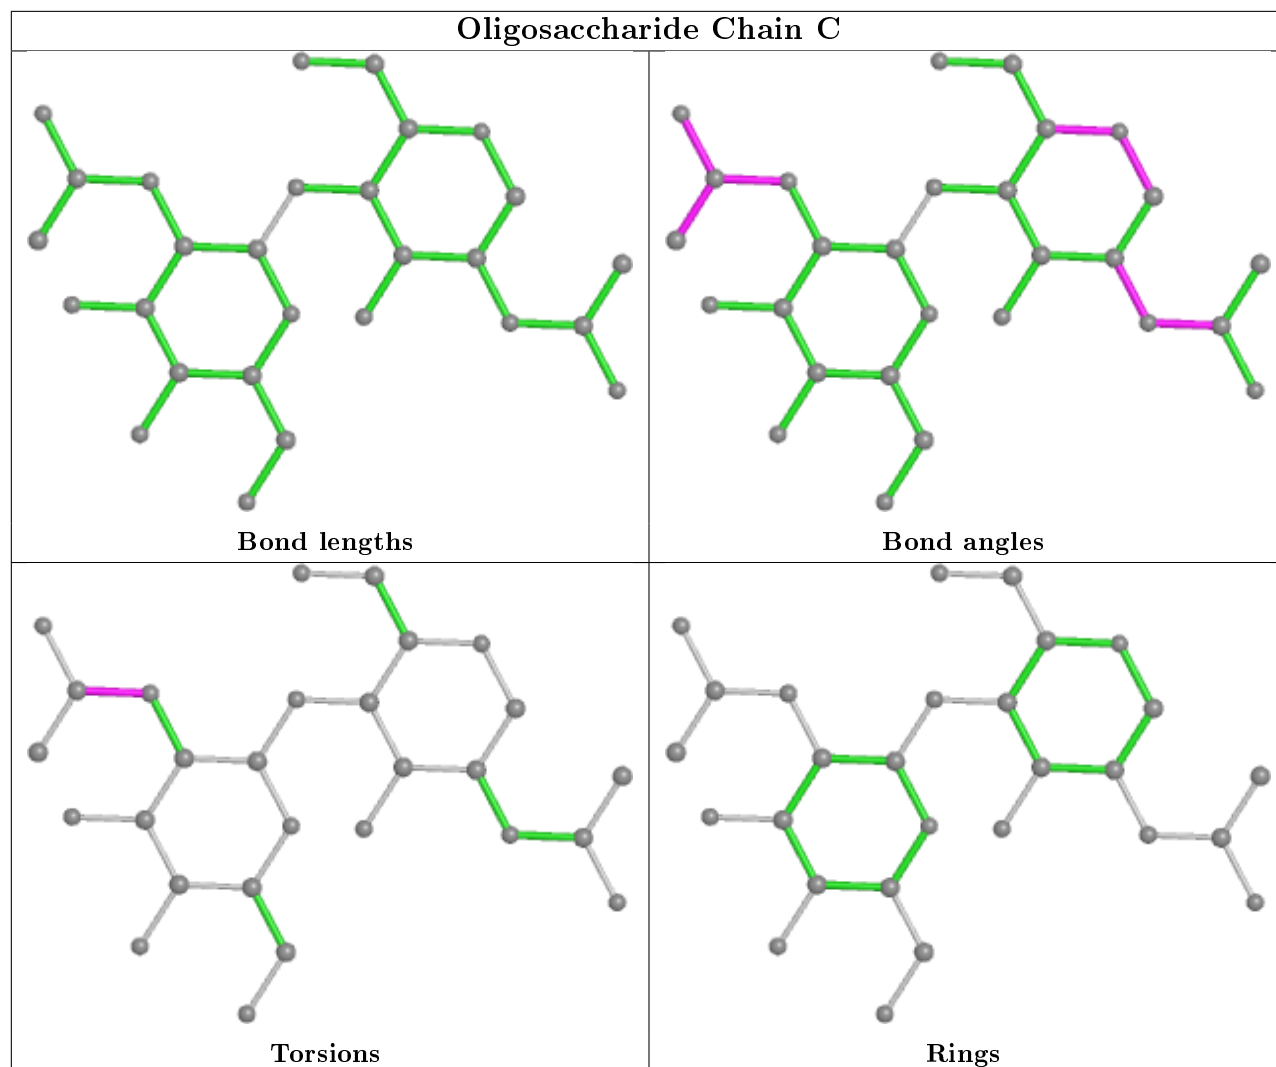 Oligosaccharide Chain C
Bond lengths
Bond angles
Torsions
Rings